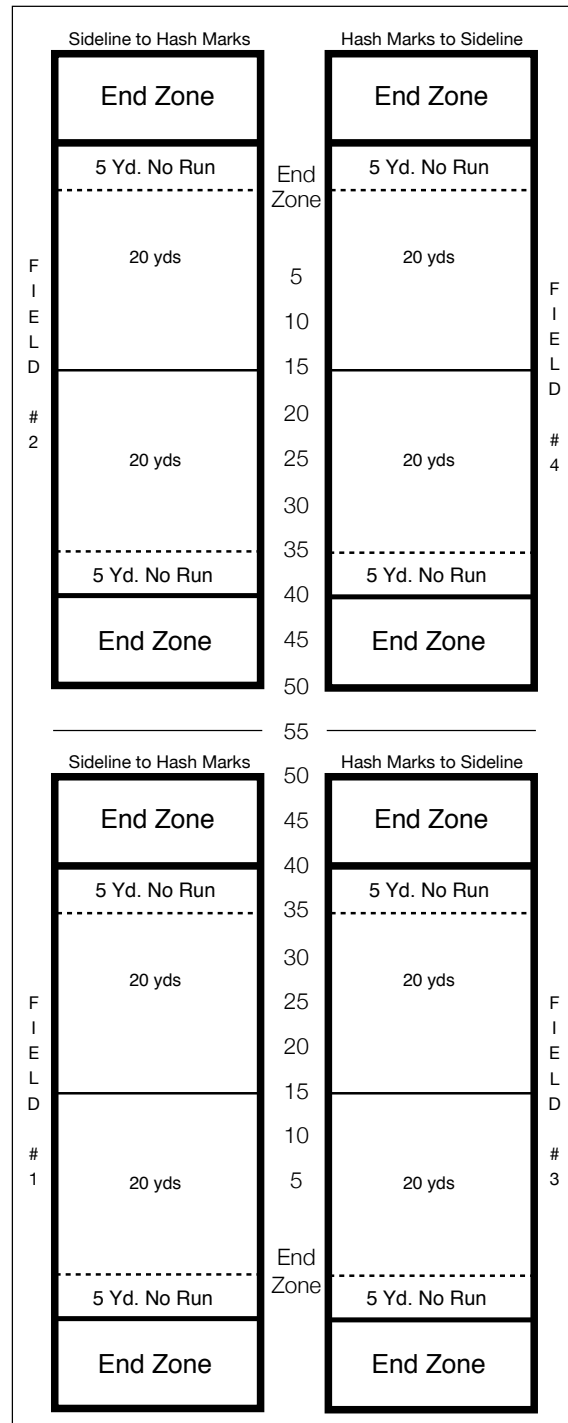 Sideline to Hash Marks
Hash Marks to Sideline
End Zone
End Zone
5 Yd. No Run
End
Zone
5 Yd. No Run
20 yds
20 yds
FIELD #2
FIELD #4
5
10
15
20
25
30
35
40
45
50
20 yds
20 yds
5 Yd. No Run
5 Yd. No Run
End Zone
End Zone
55
Sideline to Hash Marks
Hash Marks to Sideline
50
45
40
35
30
25
20
15
10
5
End
Zone
End Zone
End Zone
5 Yd. No Run
5 Yd. No Run
20 yds
20 yds
FIELD #1
FIELD #3
20 yds
20 yds
5 Yd. No Run
5 Yd. No Run
End Zone
End Zone